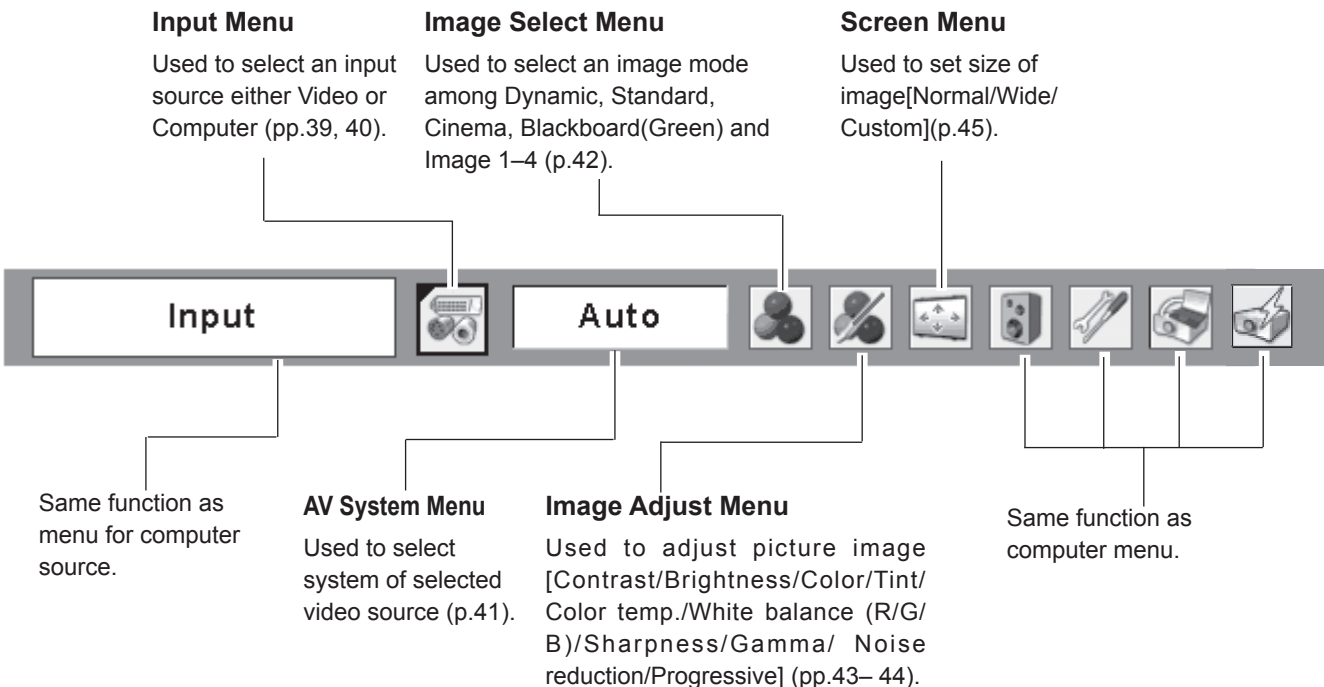 Input Menu
Used to select an input
source either Video or
Computer (pp.39, 40).
Image Select Menu
Used to select an image mode
among Dynamic, Standard,
Cinema, Blackboard(Green) and
Image 1–4 (p.42).
Screen Menu
Used to set size of
image[Normal/Wide/
Custom](p.45).
Input
Auto
Same function as
menu for computer
source.
AV System Menu
Used to select
system of selected
video source (p.41).
Image Adjust Menu
Used to adjust picture image
[Contrast/Brightness/Color/Tint/
Color temp./White balance (R/G/
B)/Sharpness/Gamma/ Noise
reduction/Progressive] (pp.43– 44).
Same function as
computer menu.